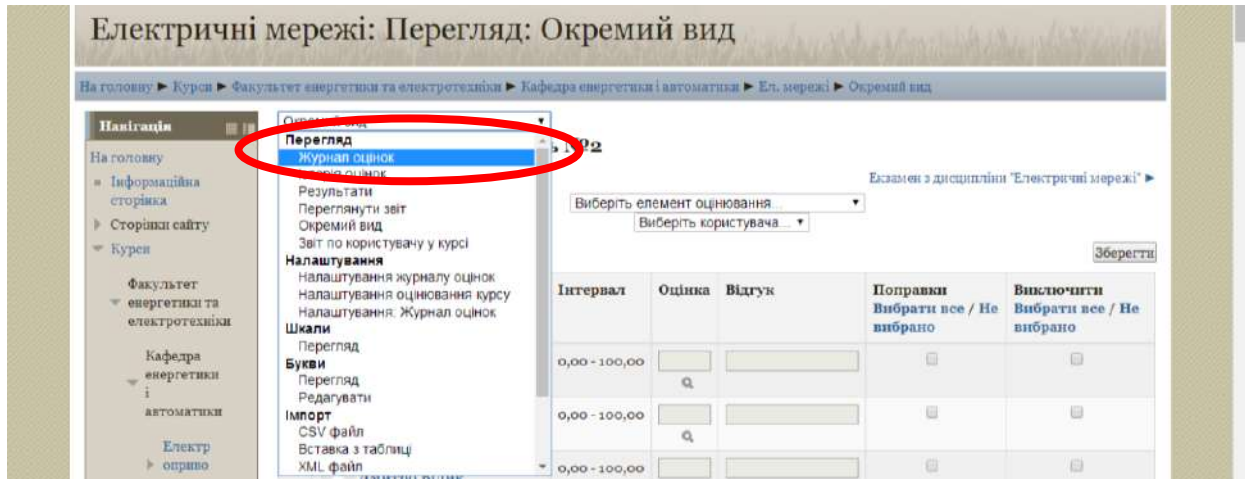 Електричні мережі: Перегляд: Окремий вид
На головну ► Курси ► Факультет енергетики та електротехніки ► Кафедра енергетики і автоматики ► Ел. мережі ► Окремий вид
Навігація
На головну
Інформаційна
сторінка
Сторінки сайту
Курси
Факультет
енергетики та
електротехніки
Кафедра
енергетики
і
автоматики
Електр
оприво
Окремий вид
Перегляд
Журнал оцінок
Історія оцінок
Результати
Переглянути звіт
Окремий вид
Звіт по користувачу у курсі
Налаштування
Налаштування журналу оцінок
Налаштування оцінювання курсу
Налаштування: Журнал оцінок
Шкали
Перегляд
Букви
Перегляд
Редагувати
Імпорт
CSV файл
Вставка з таблиці
XML файл
№2
Екзамен з дисципліни "Електричні мережі" ►
Виберіть елемент оцінювання...
Виберіть користувача...
Зберегти
Інтервал Оцінка Відгук Поправки Виключити
Вибрати все / Не Вибрати все / Не
вибрано вибрано
0,00 - 100,00
0,00 - 100,00
0,00 - 100,00